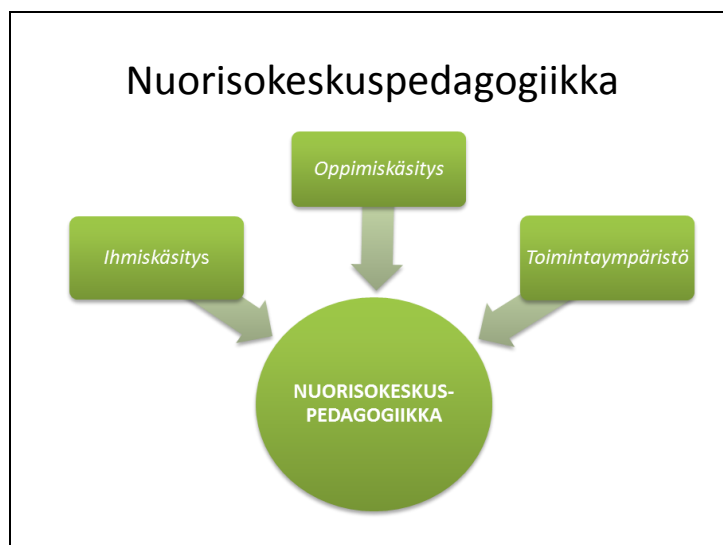 Nuorisokeskuspedagogiikka
Oppimiskäsitys
Ihmiskäsitys
Toimintaympäristö
NUORISOKESKUS-
PEDAGOGIIKKA